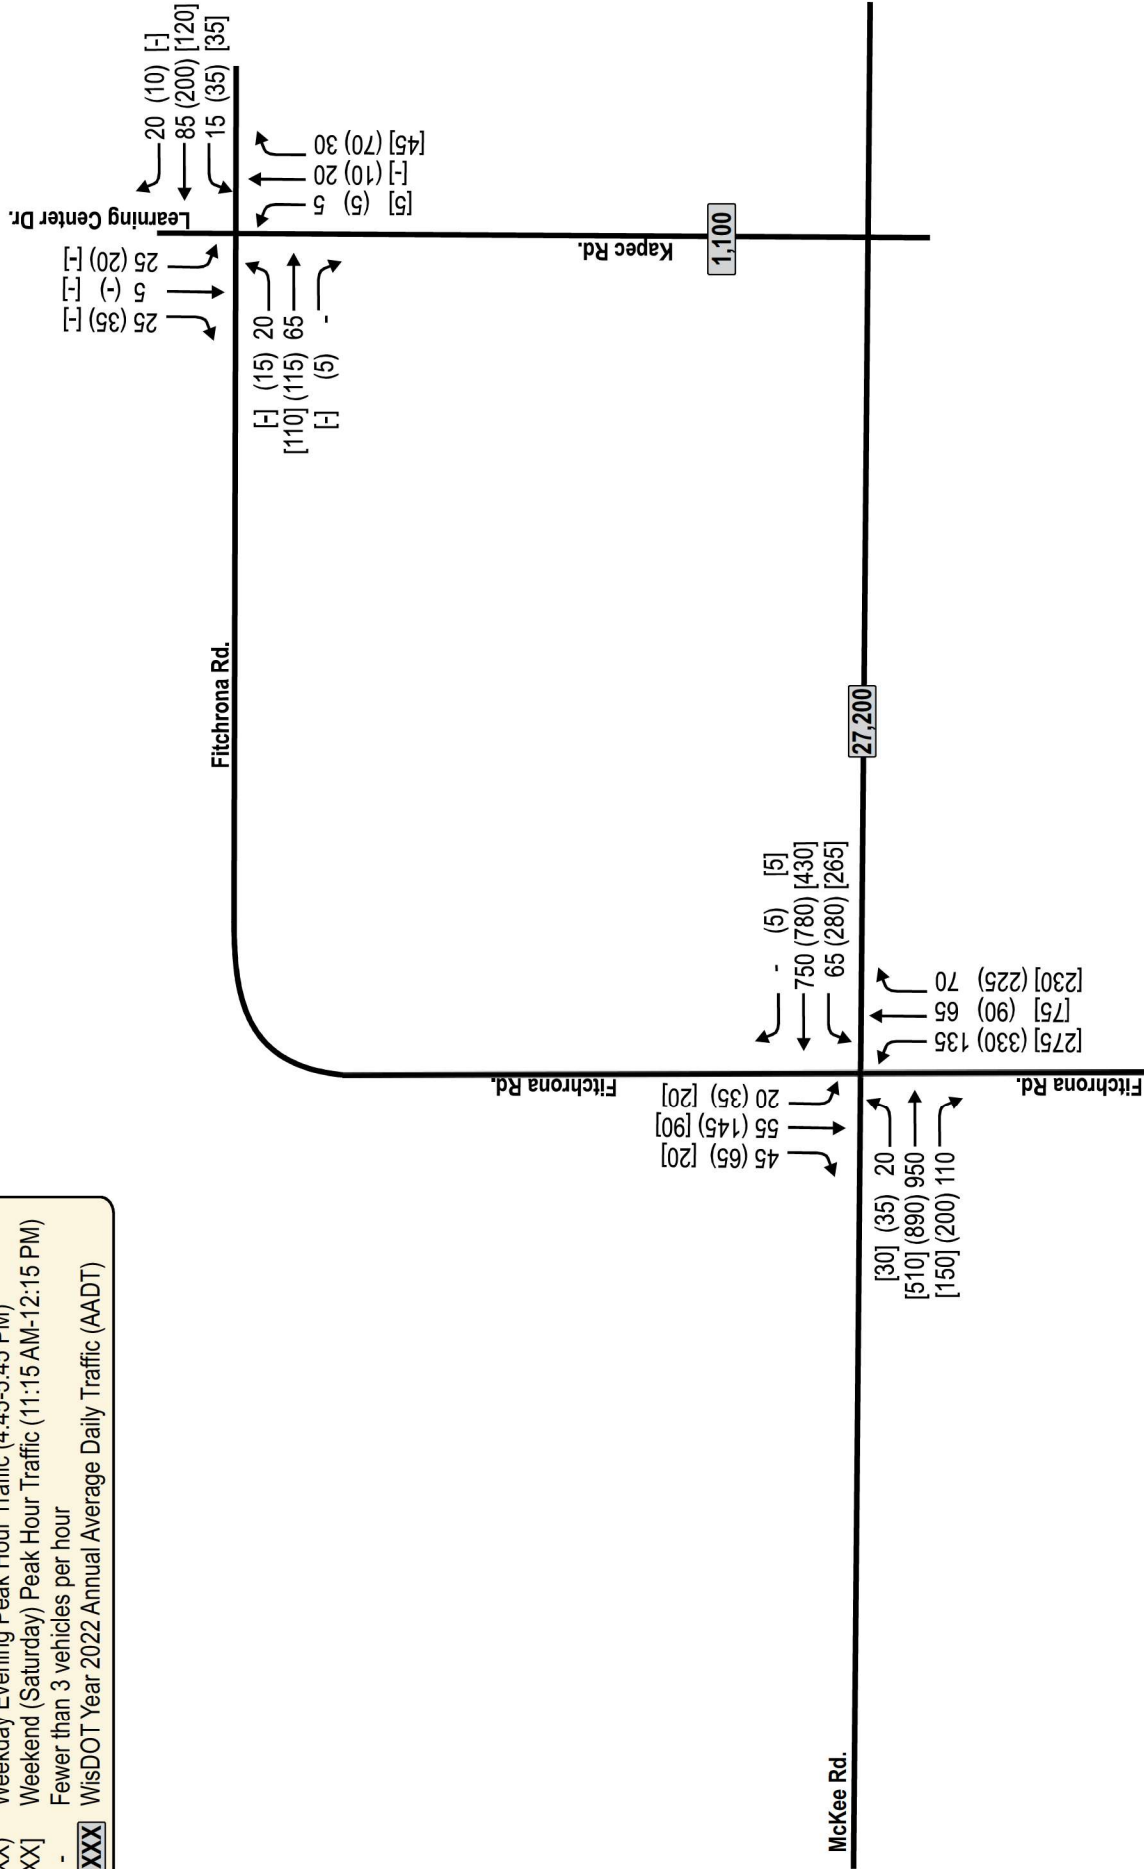 XX) Weekday Evening Peak Hour Traffic (4:45-5:45 PM)
XX] Weekend (Saturday) Peak Hour Traffic (11:15 AM-12:15 PM)
- Fewer than 3 vehicles per hour
XXX WisDOT Year 2022 Annual Average Daily Traffic (AADT)
20 (10) [-]
85 (200) [120]
15 (35) [35]
Learning Center Dr.
25 (20) [-]
5 (-) [-]
25 (35) [-]
[45] (70) 30
[-] (10) 20
[5] (5) 5
[-] (15) 20
[110] (115) 65
[-] (5) -
Kapec Rd.
1,100
Fitchrona Rd.
27,200
- (5) [5]
750 (780) [430]
65 (280) [265]
Fitchrona Rd.
20 (35) [20]
55 (145) [90]
45 (65) [20]
[230] (225) 70
[75] (90) 65
[275] (330) 135
Fitchrona Rd.
[30] (35) 20
[510] (890) 950
[150] (200) 110
McKee Rd.